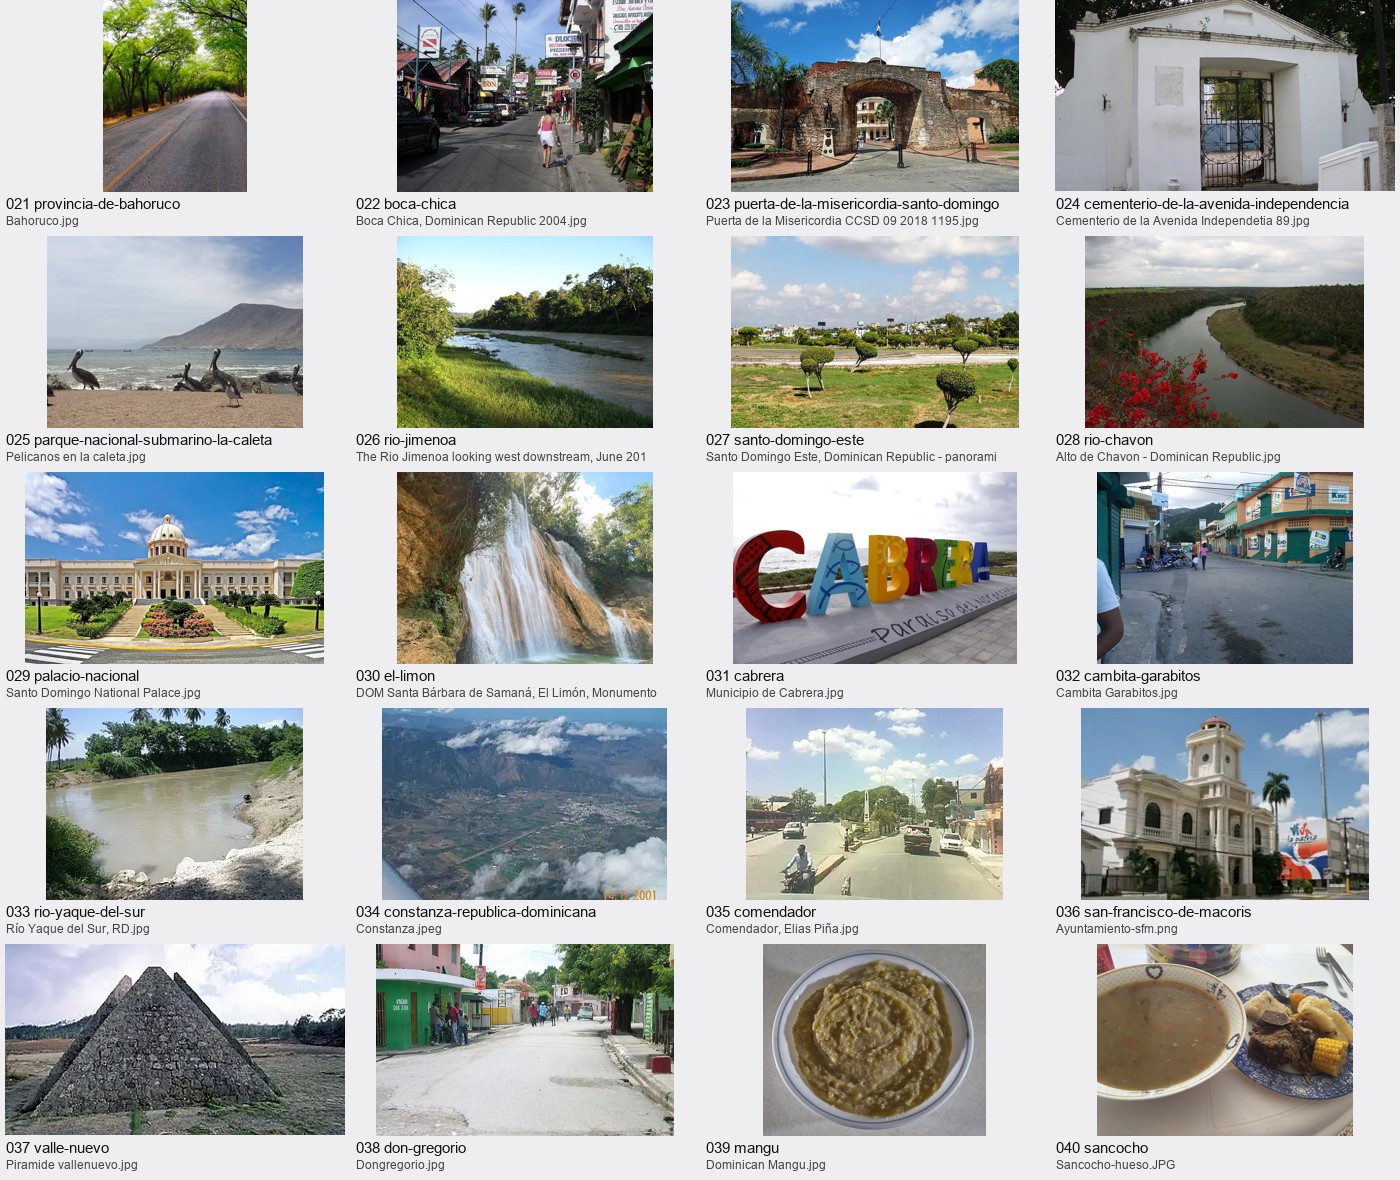 021 provincia-de-bahoruco
Bahoruco.jpg
022 boca-chica
Boca Chica, Dominican Republic 2004.jpg
023 puerta-de-la-misericordia-santo-domingo
Puerta de la Misericordia CCSD 09 2018 1195.jpg
024 cementerio-de-la-avenida-independencia
Cementerio de la Avenida Independetia 89.jpg
025 parque-nacional-submarino-la-caleta
Pelicanos en la caleta.jpg
026 rio-jimenoa
The Rio Jimenoa looking west downstream, June 201
027 santo-domingo-este
Santo Domingo Este, Dominican Republic - panorami
028 rio-chavon
Alto de Chavon - Dominican Republic.jpg
029 palacio-nacional
Santo Domingo National Palace.jpg
030 el-limon
DOM Santa Bárbara de Samaná, El Limón, Monumento
CABRERA
Paraiso del
031 cabrera
Municipio de Cabrera.jpg
032 cambita-garabitos
Cambita Garabitos.jpg
033 rio-yaque-del-sur
Río Yaque del Sur, RD.jpg
2001
034 constanza-republica-dominicana
Constanza.jpeg
035 comendador
Comendador, Elias Piña.jpg
VIVA
036 san-francisco-de-macoris
Ayuntamiento-sfm.png
037 valle-nuevo
Piramide vallenuevo.jpg
038 don-gregorio
Dongregorio.jpg
039 mangu
Dominican Mangu.jpg
040 sancocho
Sancocho-hueso.JPG